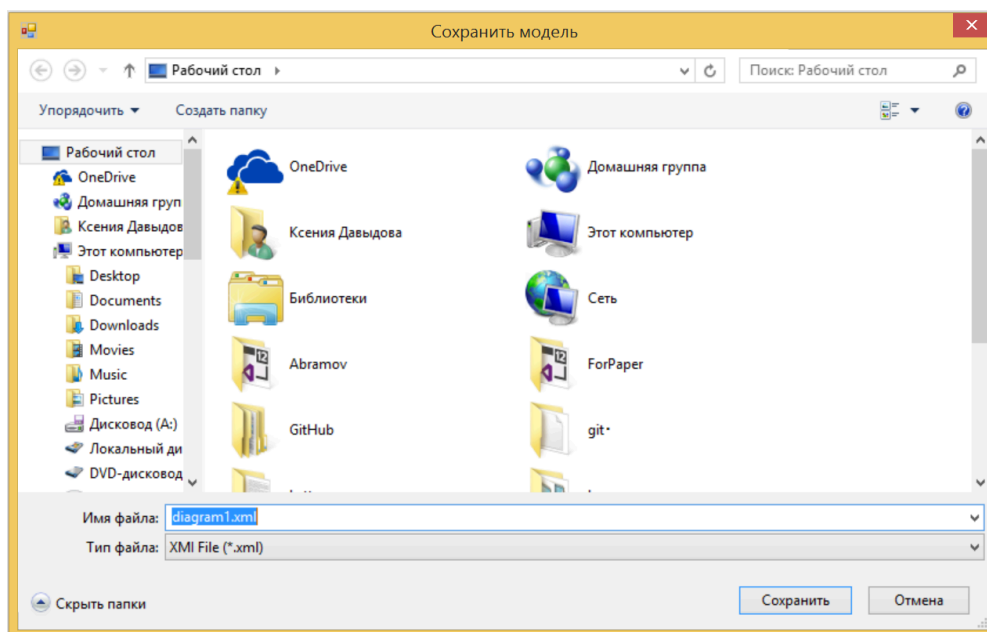 Сохранить модель
Рабочий стол
Поиск: Рабочий стол
Упорядочить
Создать папку
Рабочий стол
OneDrive
Домашняя груп
Ксения Давыдов
Этот компьютер
Desktop
Documents
Downloads
Movies
Music
Pictures
Дисковод (A:)
Локальный ди
DVD-дисковод
OneDrive
Домашняя группа
Ксения Давыдова
Этот компьютер
Библиотеки
Сеть
Abramov
ForPaper
GitHub
git
Имя файла: diagram1.xml
Тип файла: XMI File (*.xml)
Скрыть папки
Сохранить
Отмена